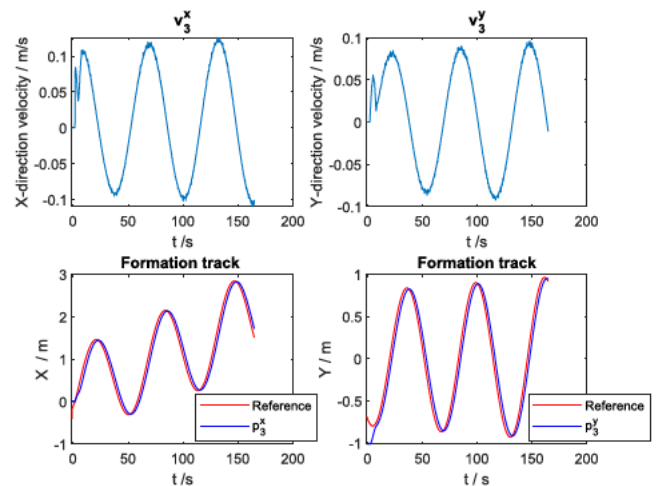 v₃ˣ
X-direction velocity / m/s
0.1
0.05
0
-0.05
-0.1
0 50 100 150 200
t /s
v₃ʸ
Y-direction velocity / m/s
0.1
0.05
0
-0.05
-0.1
0 50 100 150 200
t /s
Formation track
X / m
3
2
1
0
-1
0 50 100 150 200
t / s
Reference
p₃ˣ
Formation track
Y / m
1
0.5
0
-0.5
-1
0 50 100 150 200
t / s
Reference
p₃ʸ